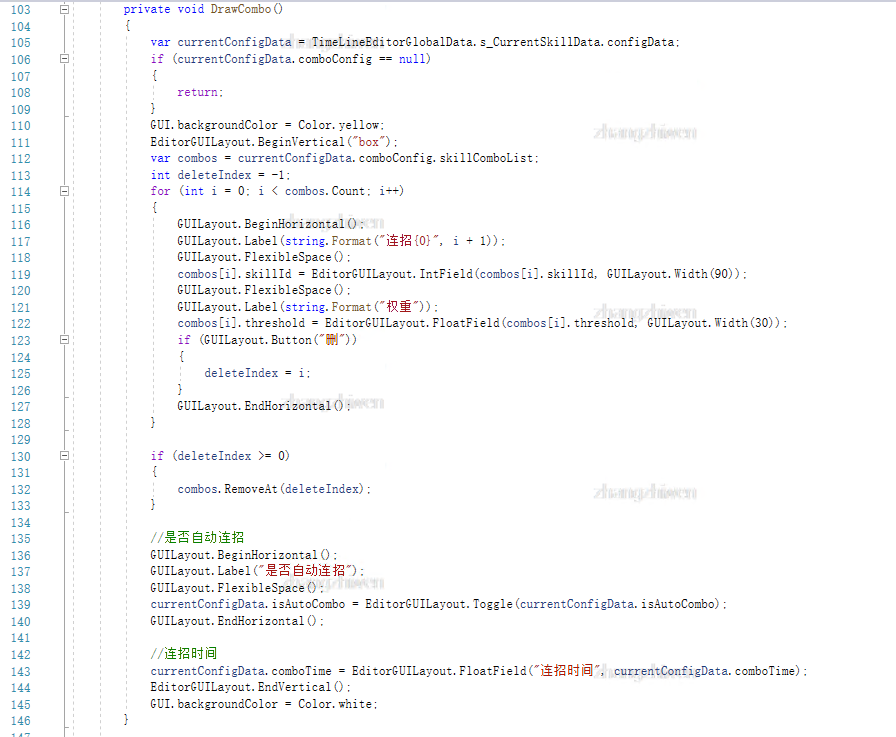 103 private void DrawCombo()
104 {
105 var currentConfigData = TimeLineEditorGlobalData.s_CurrentSkillData.configData;
106 if (currentConfigData.comboConfig == null)
107 {
108 return;
109 }
110 GUI.backgroundColor = Color.yellow;
111 EditorGUILayout.BeginVertical("box");
112 var combos = currentConfigData.comboConfig.skillComboList;
113 int deleteIndex = -1;
114 for (int i = 0; i < combos.Count; i++)
115 {
116 GUILayout.BeginHorizontal();
117 GUILayout.Label(string.Format("连招{0}", i + 1));
118 GUILayout.FlexibleSpace();
119 combos[i].skillId = EditorGUILayout.IntField(combos[i].skillId, GUILayout.Width(90));
120 GUILayout.FlexibleSpace();
121 GUILayout.Label(string.Format("权重"));
122 combos[i].threshold = EditorGUILayout.FloatField(combos[i].threshold, GUILayout.Width(30));
123 if (GUILayout.Button("删"))
124 {
125 deleteIndex = i;
126 }
127 GUILayout.EndHorizontal();
128 }
129
130 if (deleteIndex >= 0)
131 {
132 combos.RemoveAt(deleteIndex);
133 }
134
135 //是否自动连招
136 GUILayout.BeginHorizontal();
137 GUILayout.Label("是否自动连招");
138 GUILayout.FlexibleSpace();
139 currentConfigData.isAutoCombo = EditorGUILayout.Toggle(currentConfigData.isAutoCombo);
140 GUILayout.EndHorizontal();
141
142 //连招时间
143 currentConfigData.comboTime = EditorGUILayout.FloatField("连招时间", currentConfigData.comboTime);
144 EditorGUILayout.EndVertical();
145 GUI.backgroundColor = Color.white;
146 }
zhangzhiwen
zhangzhiwen
zhangzhiwen
zhangzhiwen
zhangzhiwen
zhangzhiwen
zhangzhiwen
zhangzhiwen